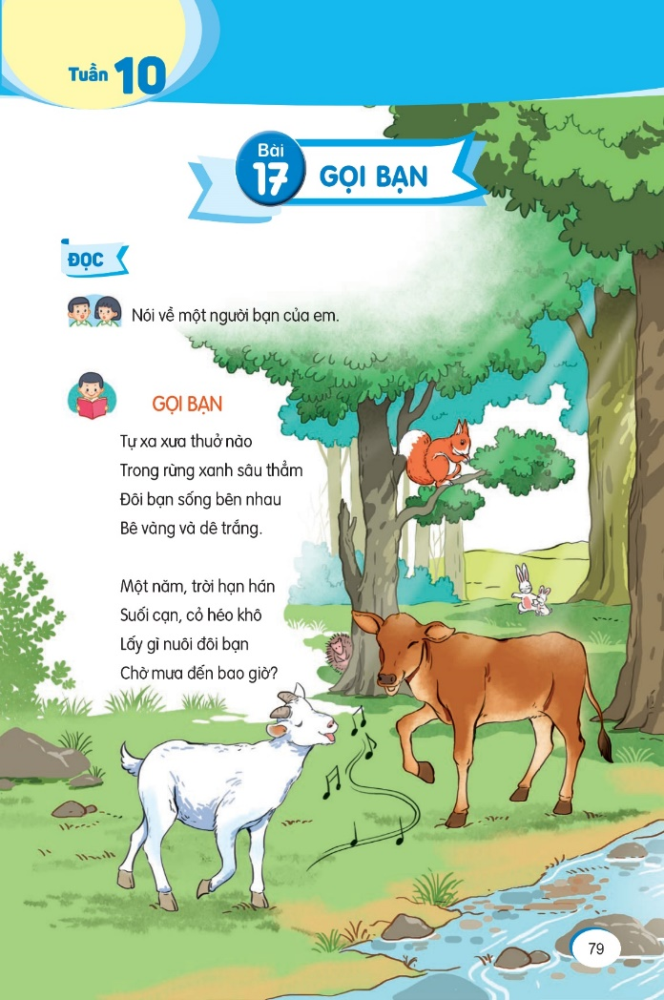 Tuần 10
Bài
17
GỌI BẠN
ĐỌC
Nói về một người bạn của em.
GỌI BẠN
Tự xa xưa thuở nào
Trong rừng xanh sâu thẳm
Đôi bạn sống bên nhau
Bê vàng và dê trắng.
Một năm, trời hạn hán
Suối cạn, cỏ héo khô
Lấy gì nuôi đôi bạn
Chờ mưa đến bao giờ?
79